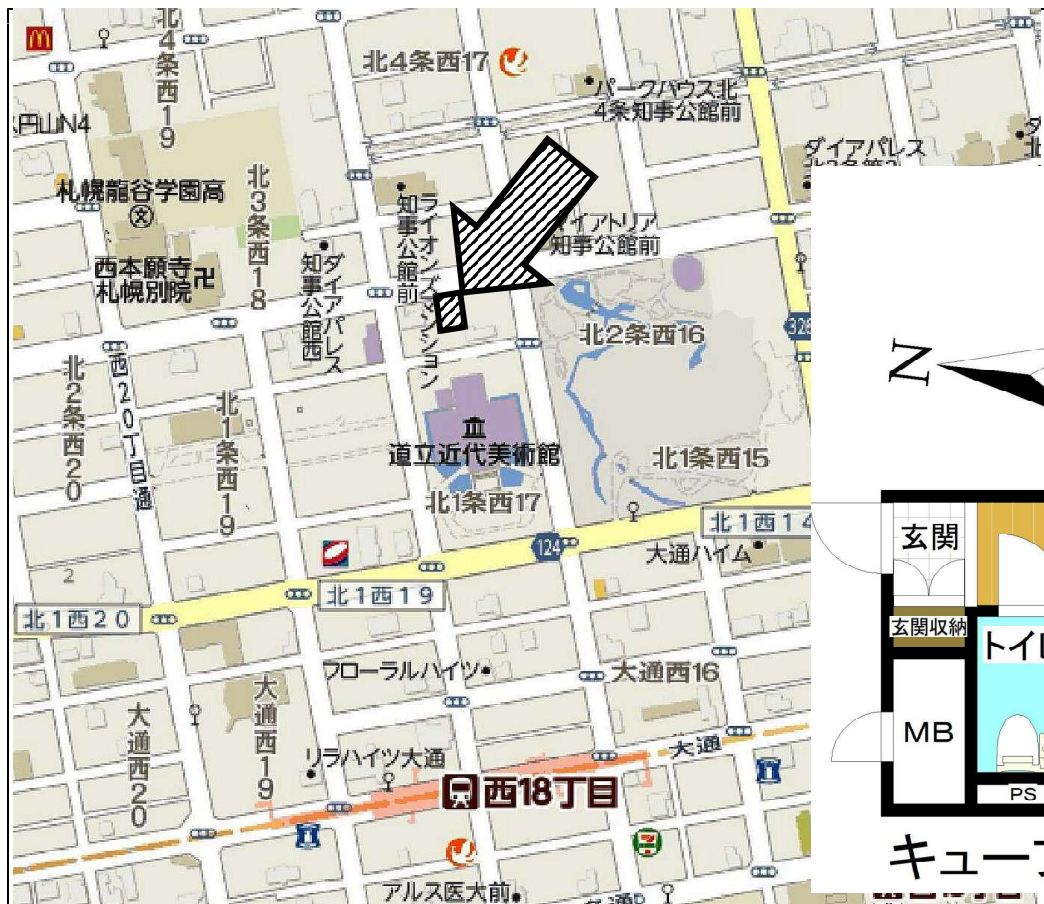 北4条西19
北4条西17
パークハウス北
4条知事公館前
円山N4
ダイアパレス
札幌龍谷学園高
北3条西18
ライオンズマンション
知事公館前
イアトリア
知事公館前
西本願寺
札幌別院
卍
ダイアパレス
知事公館西
北2条西16
N
西20丁目通
北2条西20
北1条西19
道立近代美術館
北1条西15
北1条西17
北1西14
124
大通ハイム
玄関
玄関収納
トイレ
2
北1西19
北1西20
フローラルハイツ
大通西16
MB
大通西19
大通西20
リラハイツ大通
大通
西18丁目
PS
キュー
アルス医大前